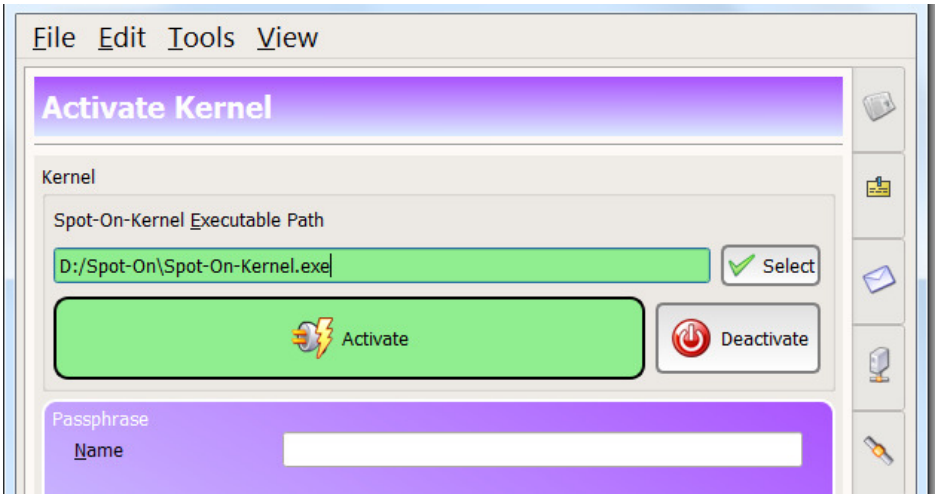 File Edit Tools View
Activate Kernel
Kernel
Spot-On-Kernel Executable Path
D:/Spot-On\Spot-On-Kernel.exe
Select
Activate
Deactivate
Passphrase
Name